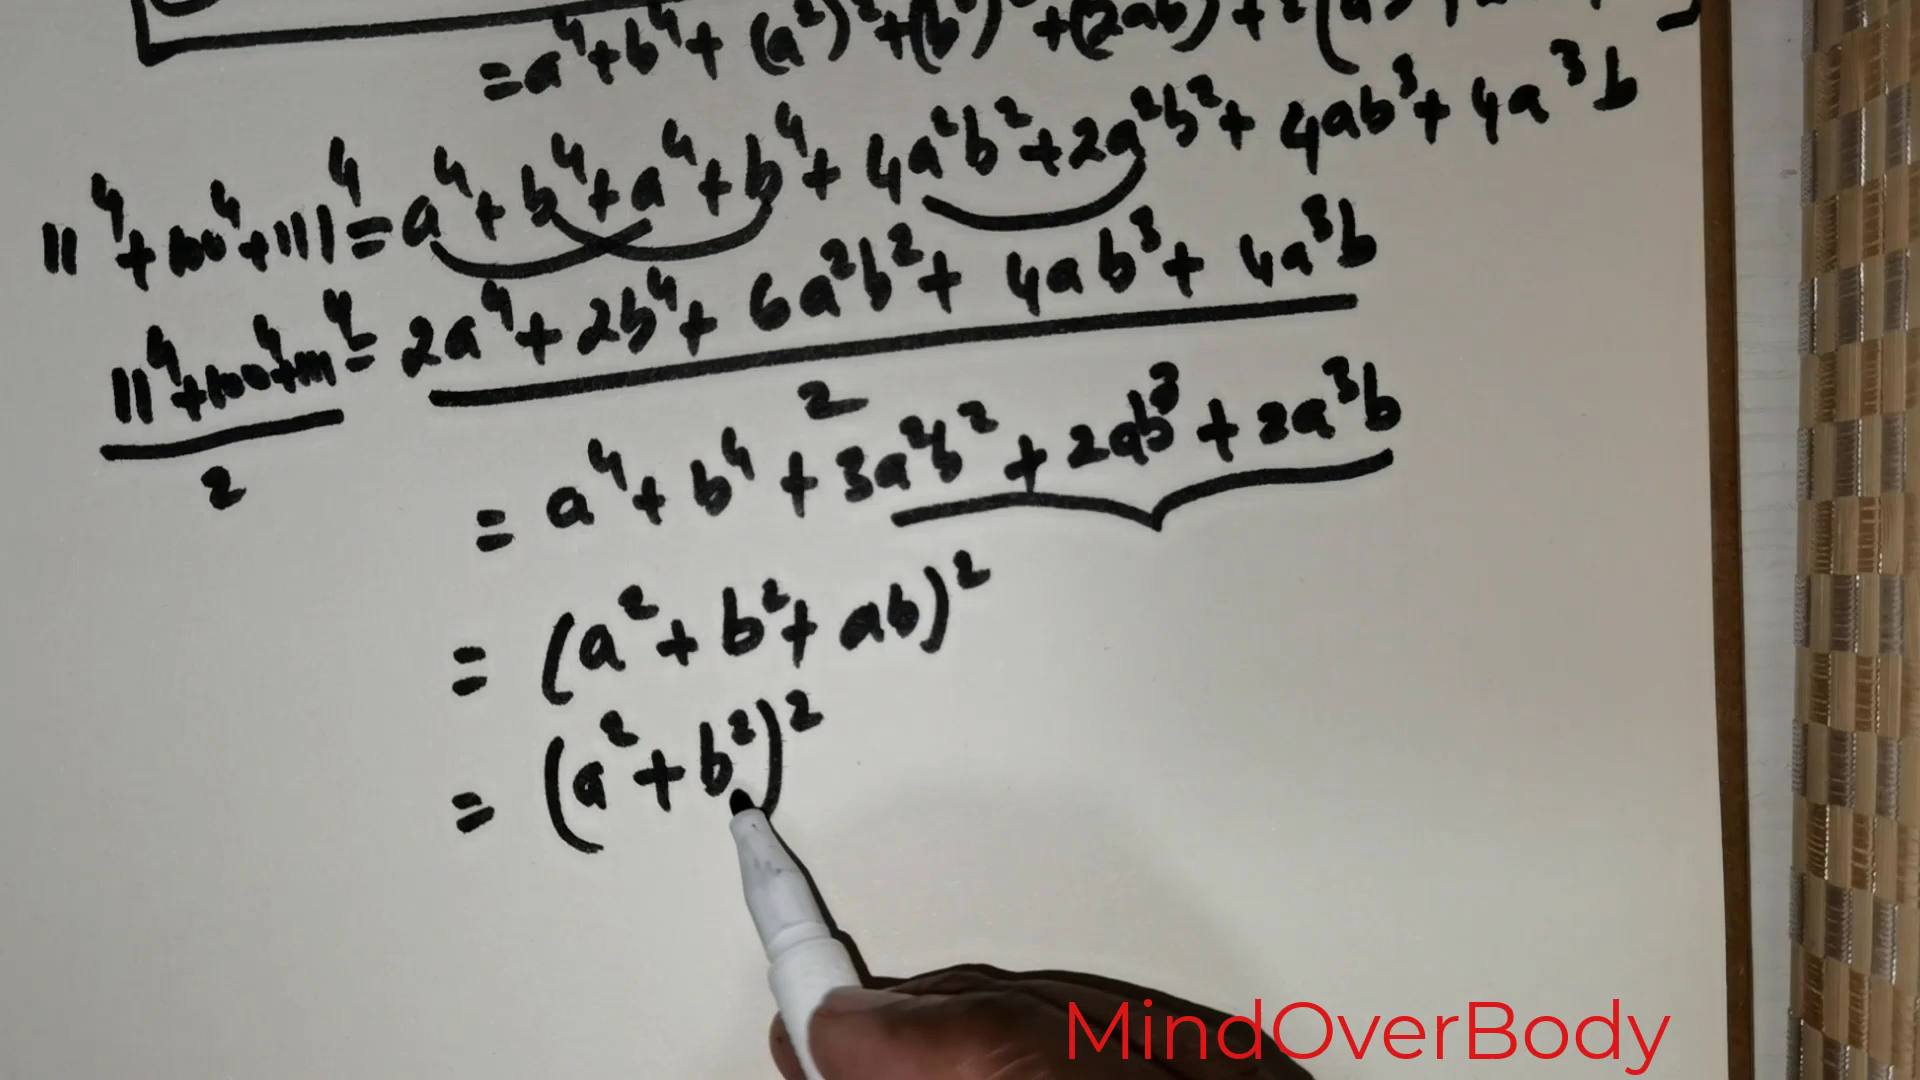 =a⁴+b⁴+(a²)²+(b²)²+(2ab)²+2(a
11⁴+100⁴+111⁴=a⁴+b⁴+a⁴+b⁴+4a²b²+2a²b²+4ab³+4a³b
11⁴+100⁴+111⁴/2=2a⁴+2b⁴+6a²b²+4ab³+4a³b/2
=a⁴+b⁴+3a²b²+2ab³+2a³b
=(a²+b²+ab)²
=(a²+b²)²
MindOverBody